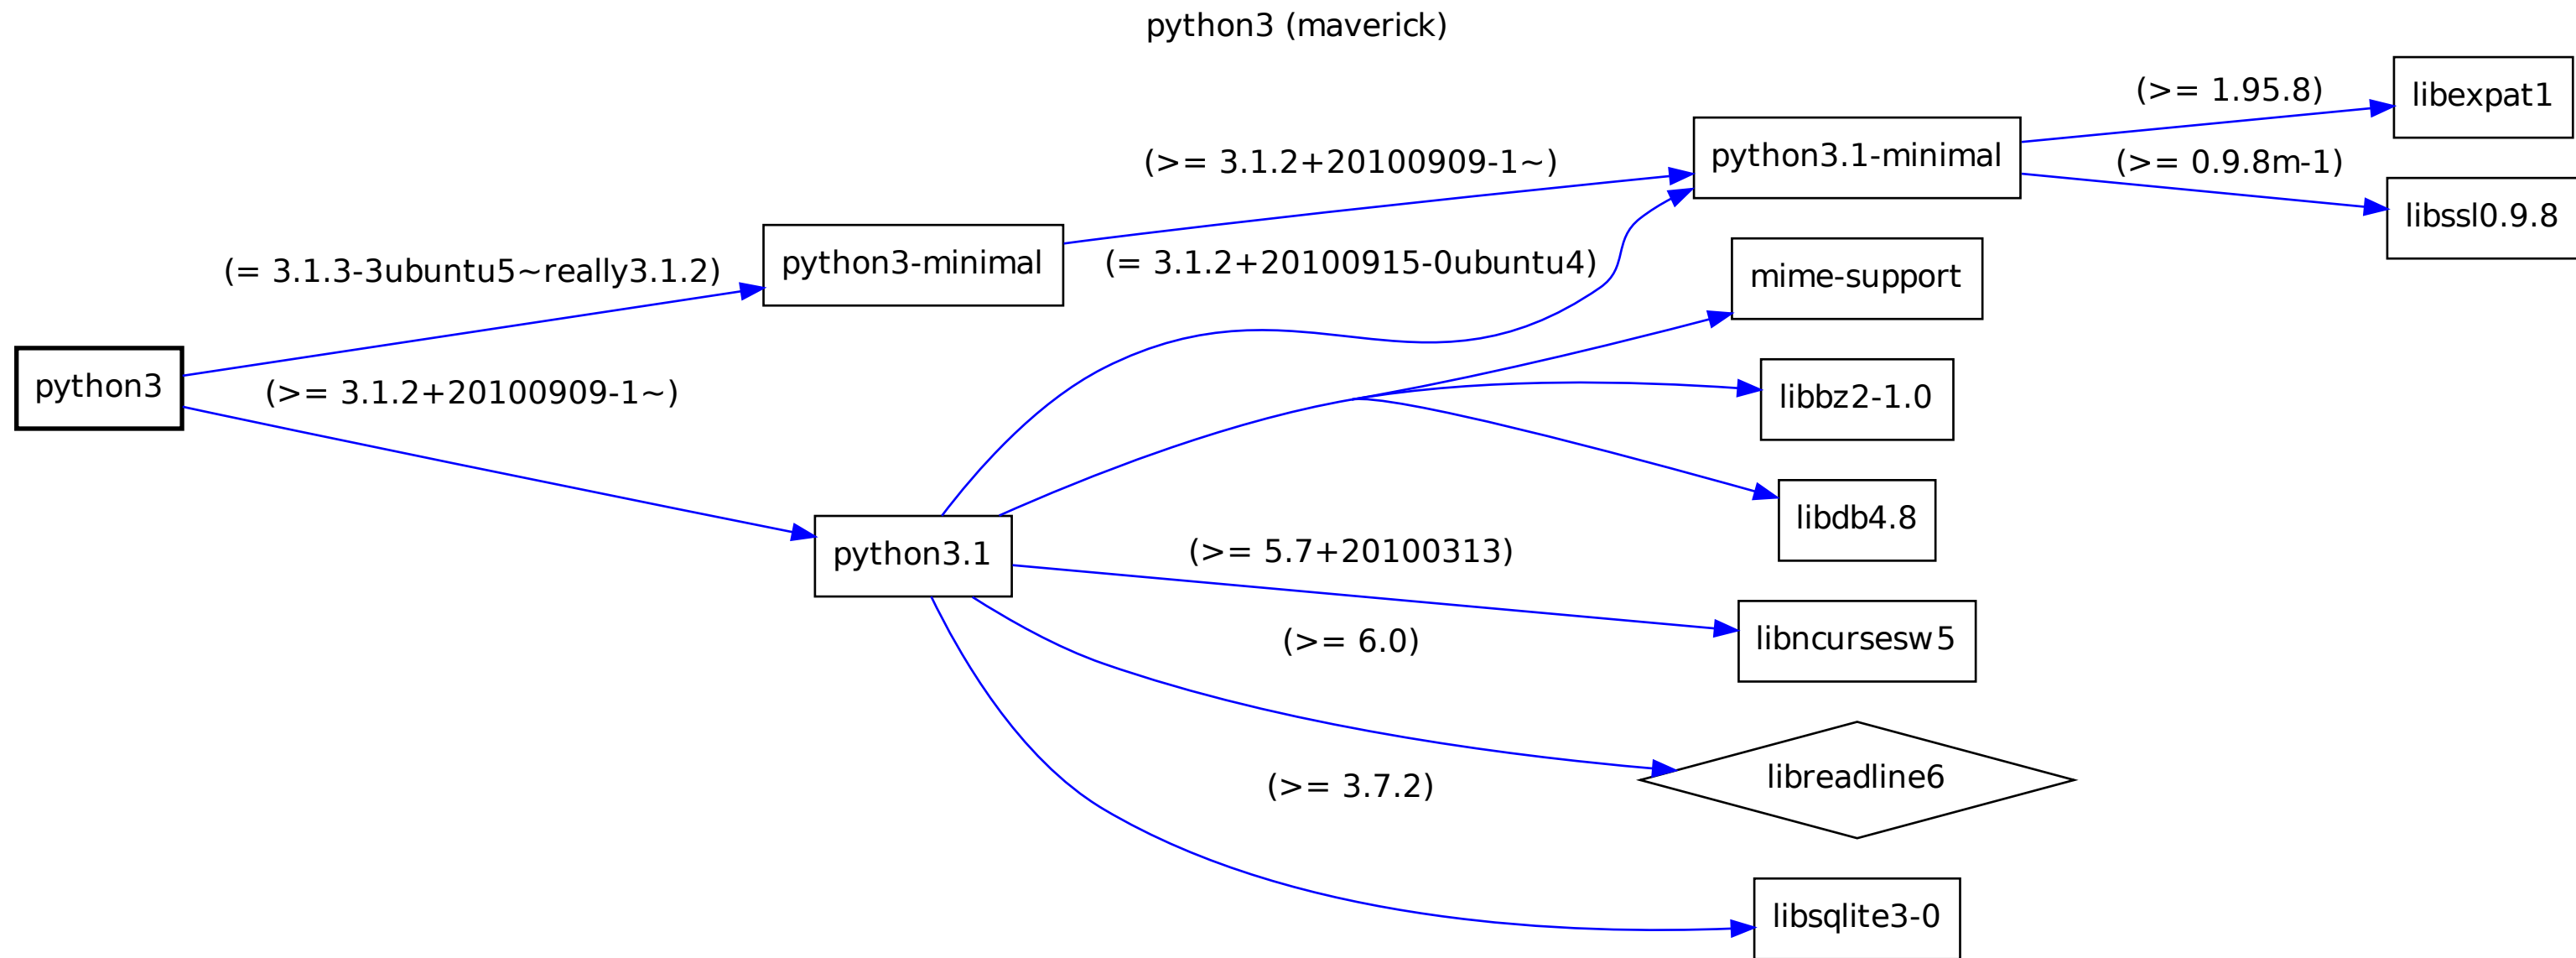 python3 (maverick)
(>= 1.95.8)
libexpat1
(>= 3.1.2+20100909-1~)
python3.1-minimal
(>= 0.9.8m-1)
libssl0.9.8
(= 3.1.3-3ubuntu5~really3.1.2)
python3-minimal
(= 3.1.2+20100915-0ubuntu4)
mime-support
python3
(>= 3.1.2+20100909-1~)
libbz2-1.0
libdb4.8
python3.1
(>= 5.7+20100313)
libncursesw5
(>= 6.0)
libreadline6
(>= 3.7.2)
libsqlite3-0